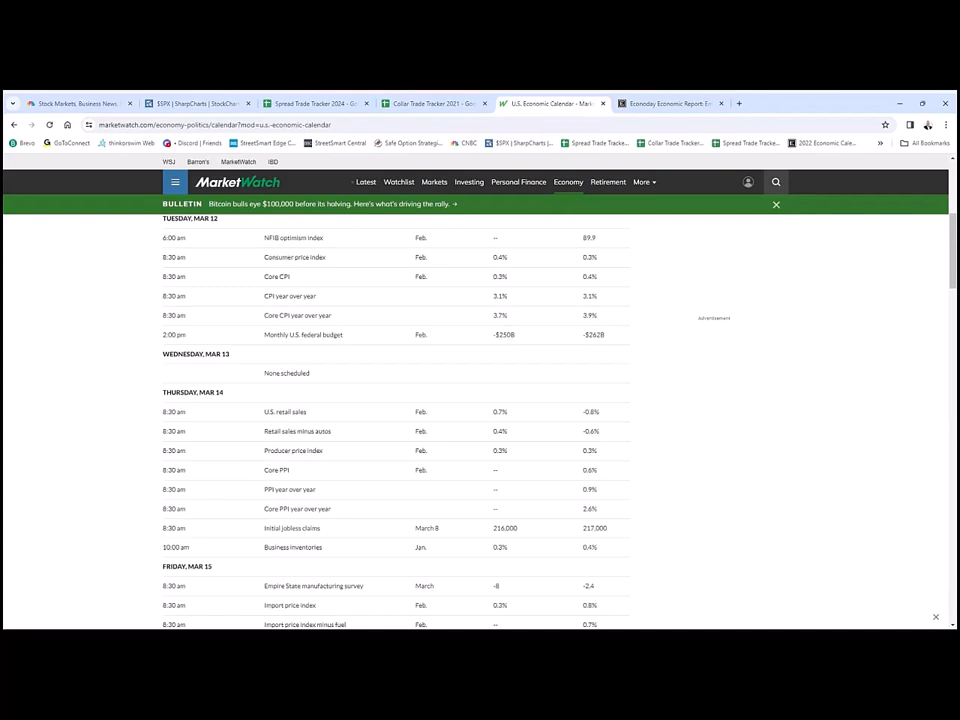 Stock Markets, Business News
$SPX | SharpCharts | StockChar
Spread Trade Tracker 2024 - Go
Collar Trade Tracker 2021 - Goo
U.S. Economic Calendar - Mark
Econoday Economic Report: Em
marketwatch.com/economy-politics/calendar?mod=u.s.-economic-calendar
Brevo GoToConnect thinkorswim Web • Discord | Friends StreetSmart Edge C... StreetSmart Central Safe Option Strategi... CNBC $SPX | SharpCharts |... Spread Trade Tracke... Collar Trade Tracker... Spread Trade Tracke... 2022 Economic Cale... » All Bookmarks
WSJ Barron's MarketWatch IBD
MarketWatch Latest Watchlist Markets Investing Personal Finance Economy Retirement More
BULLETIN Bitcoin bulls eye $100,000 before its halving. Here's what's driving the rally. →
TUESDAY, MAR 12
6:00 am NFIB optimism index Feb. -- 89.9
8:30 am Consumer price index Feb. 0.4% 0.3%
8:30 am Core CPI Feb. 0.3% 0.4%
8:30 am CPI year over year 3.1% 3.1%
8:30 am Core CPI year over year 3.7% 3.9%
2:00 pm Monthly U.S. federal budget Feb. -$250B -$262B
Advertisement
WEDNESDAY, MAR 13
None scheduled
THURSDAY, MAR 14
8:30 am U.S. retail sales Feb. 0.7% -0.8%
8:30 am Retail sales minus autos Feb. 0.4% -0.6%
8:30 am Producer price index Feb. 0.3% 0.3%
8:30 am Core PPI Feb. -- 0.6%
8:30 am PPI year over year -- 0.9%
8:30 am Core PPI year over year -- 2.6%
8:30 am Initial jobless claims March 8 216,000 217,000
10:00 am Business inventories Jan. 0.3% 0.4%
FRIDAY, MAR 15
8:30 am Empire State manufacturing survey March -8 -2.4
8:30 am Import price index Feb. 0.3% 0.8%
8:30 am Import price index minus fuel Feb. 0.7%